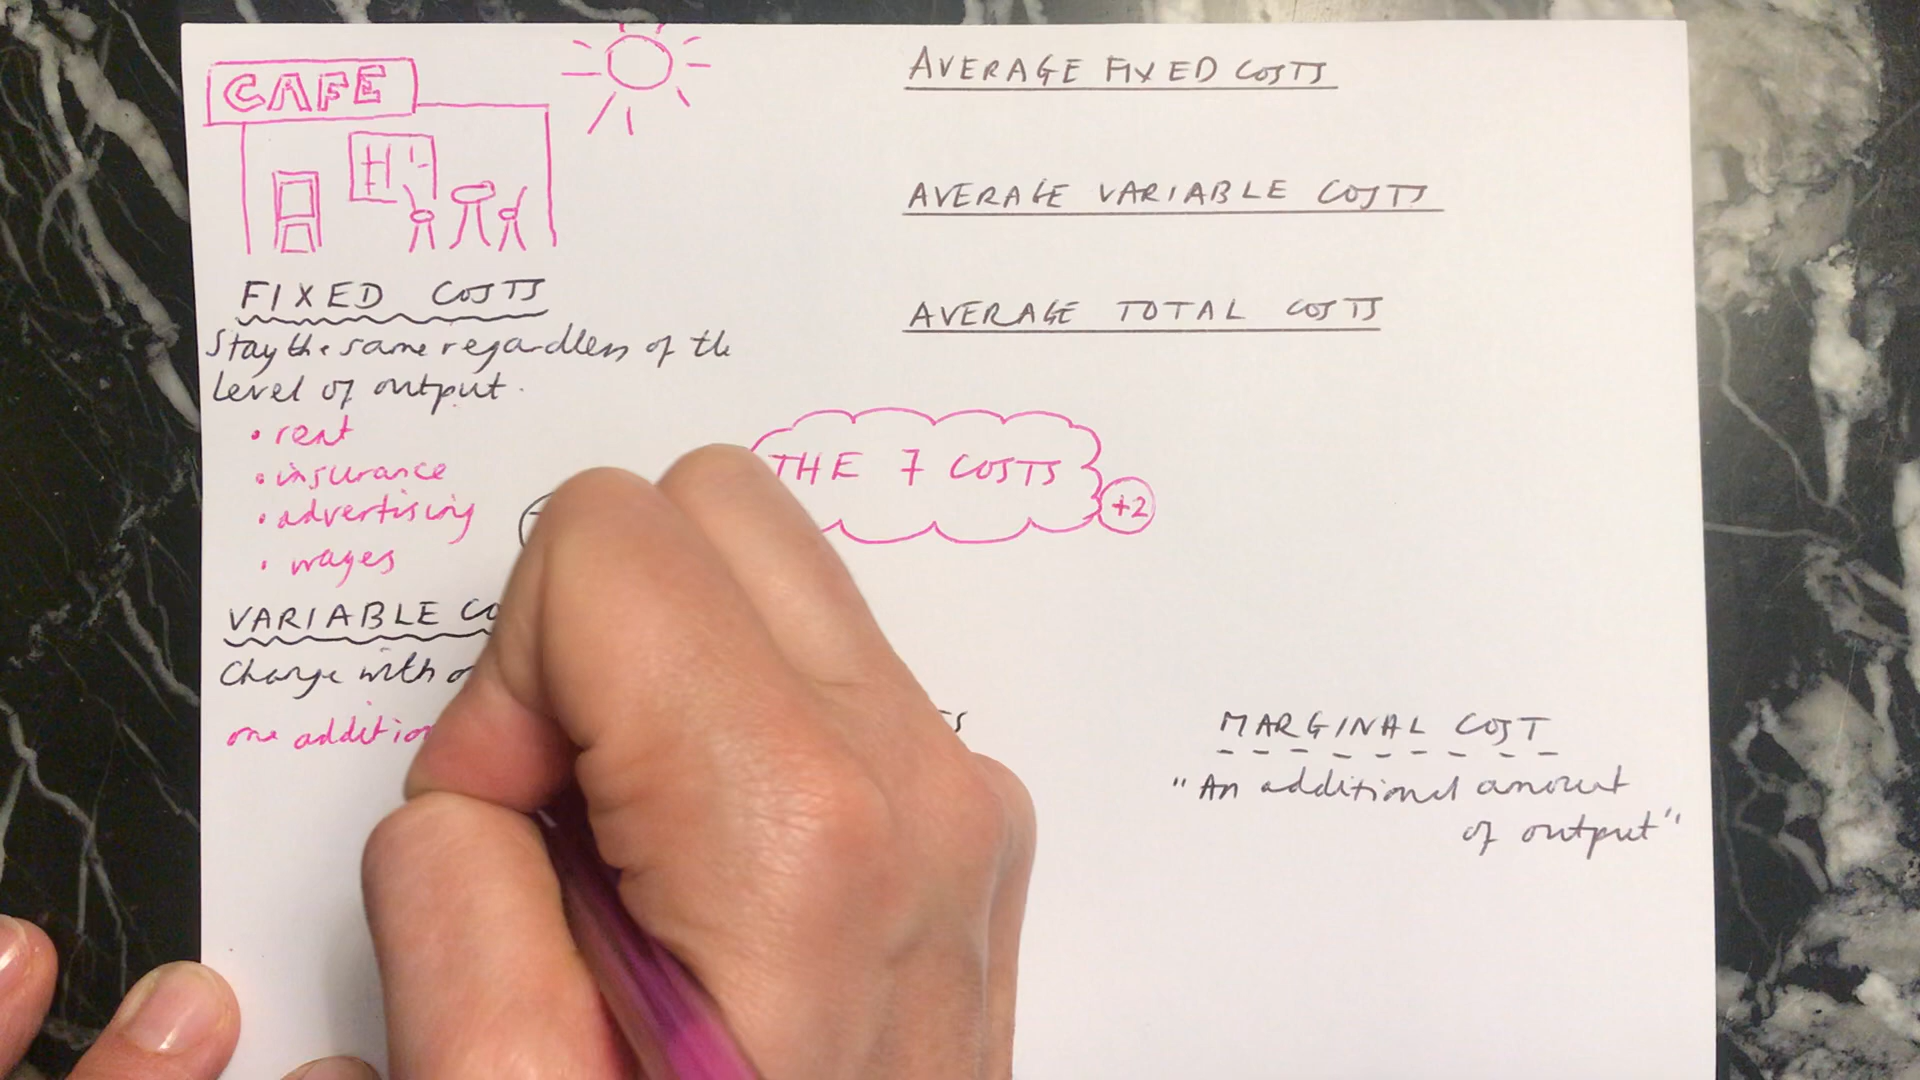 CAFE
FIXED COSTS
Stay the same regardless of the
level of output.
• rent
• insurance
• advertising
• wages
VARIABLE
Change with
one
AVERAGE FIXED COSTS
AVERAGE VARIABLE COSTS
AVERAGE TOTAL COSTS
THE 7 COSTS
+2
MARGINAL COST
"An additional amount
of output"